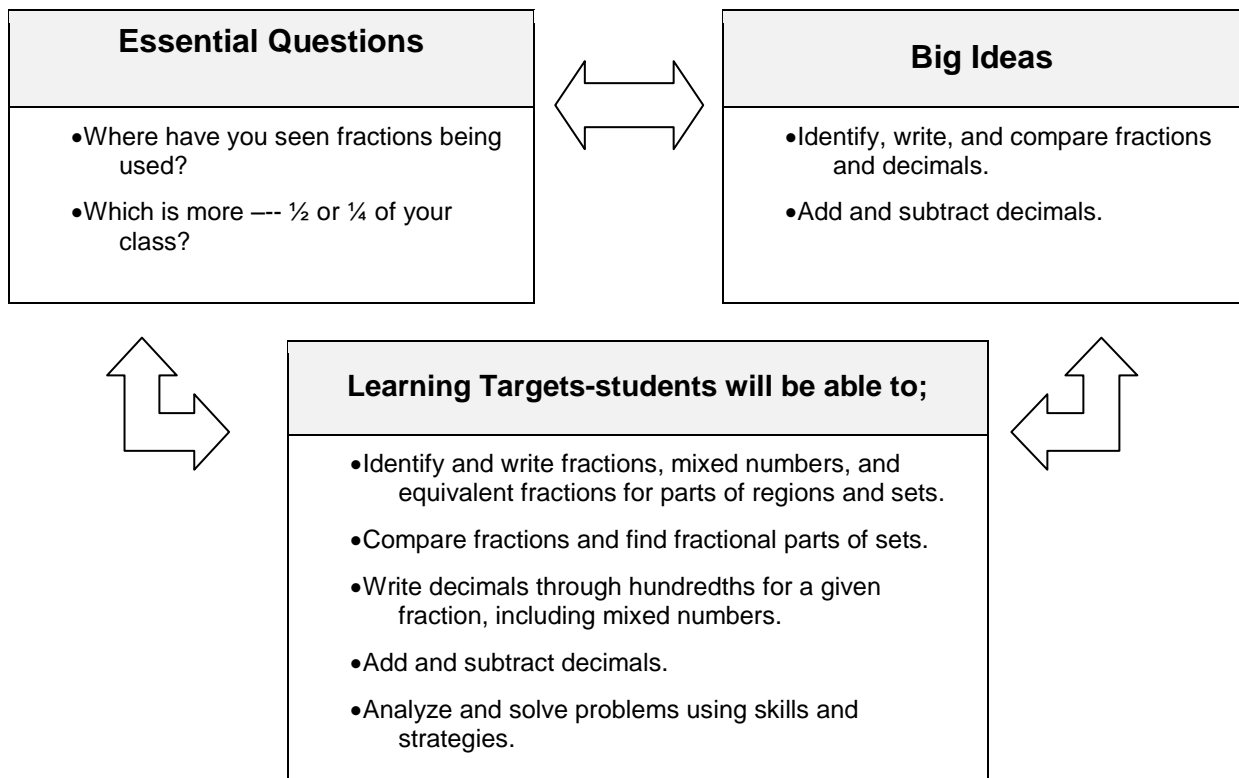 Essential Questions
•Where have you seen fractions being
used?
•Which is more –-- ½ or ¼ of your
class?
Big Ideas
•Identify, write, and compare fractions
and decimals.
•Add and subtract decimals.
Learning Targets-students will be able to;
•Identify and write fractions, mixed numbers, and
equivalent fractions for parts of regions and sets.
•Compare fractions and find fractional parts of sets.
•Write decimals through hundredths for a given
fraction, including mixed numbers.
•Add and subtract decimals.
•Analyze and solve problems using skills and
strategies.